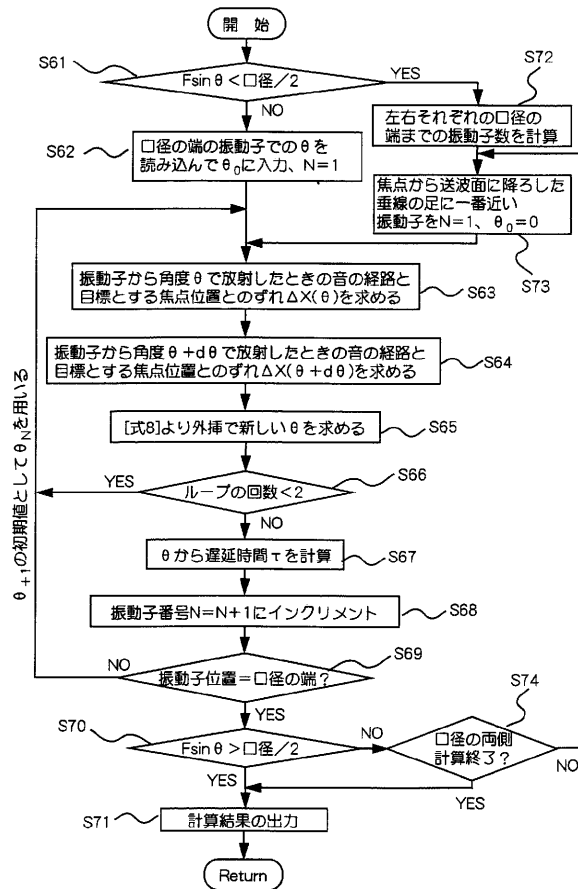 開 始
S61
Fsinθ<口径/2
YES
S72
NO
左右それぞれの口径の
端までの振動子数を計算
S62
口径の端の振動子でのθを
読み込んでθ0に入力、N=1
焦点から送波面に降ろした
垂線の足に一番近い
振動子をN=1、θ0=0
S73
振動子から角度θで放射したときの音の経路と
目標とする焦点位置とのずれΔX(θ)を求める
S63
振動子から角度θ+dθで放射したときの音の経路と
目標とする焦点位置とのずれΔX(θ+dθ)を求める
S64
[式8]より外挿で新しいθを求める
S65
θ+1の初期値としてθNを用いる
YES
ループの回数<2
S66
NO
θから遅延時間τを計算
S67
振動子番号N=N+1にインクリメント
S68
NO
振動子位置=口径の端?
S69
YES
S70
Fsinθ>口径/2
NO
口径の両側
計算終了?
S74
NO
YES
YES
S71
計算結果の出力
Return